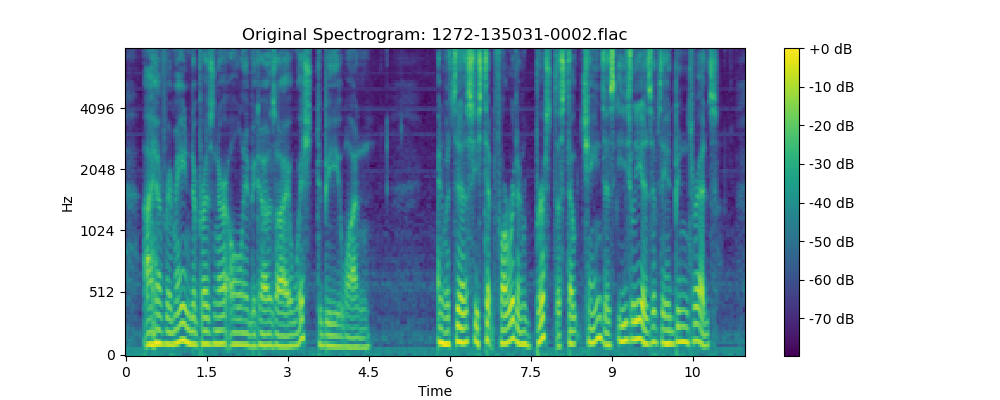 Original Spectrogram: 1272-135031-0002.flac
Hz
4096
2048
1024
512
0
0
1.5
3
4.5
6
7.5
9
10
Time
+0 dB
-10 dB
-20 dB
-30 dB
-40 dB
-50 dB
-60 dB
-70 dB